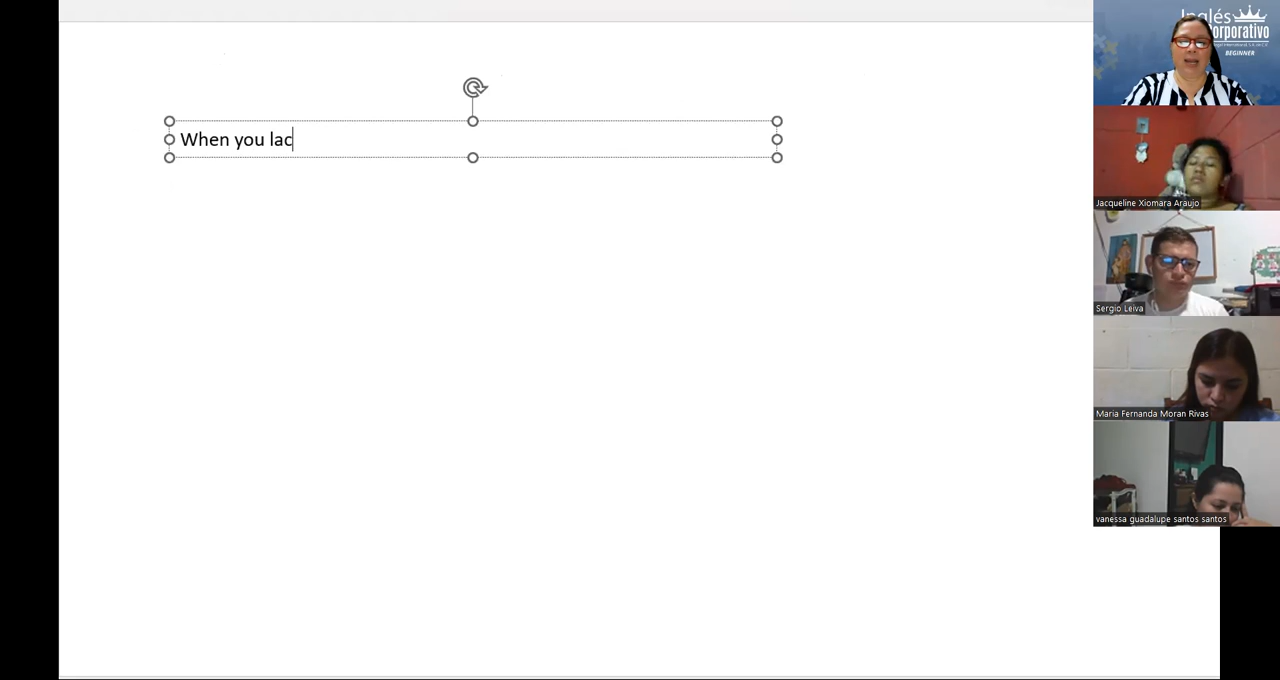 When you lac
Inglés
Corporativo
BEGINNER
Jacqueline Xiomara Araujo
Sergio Leiva
Maria Fernanda Moran Rivas
vanessa guadalupe santos santos